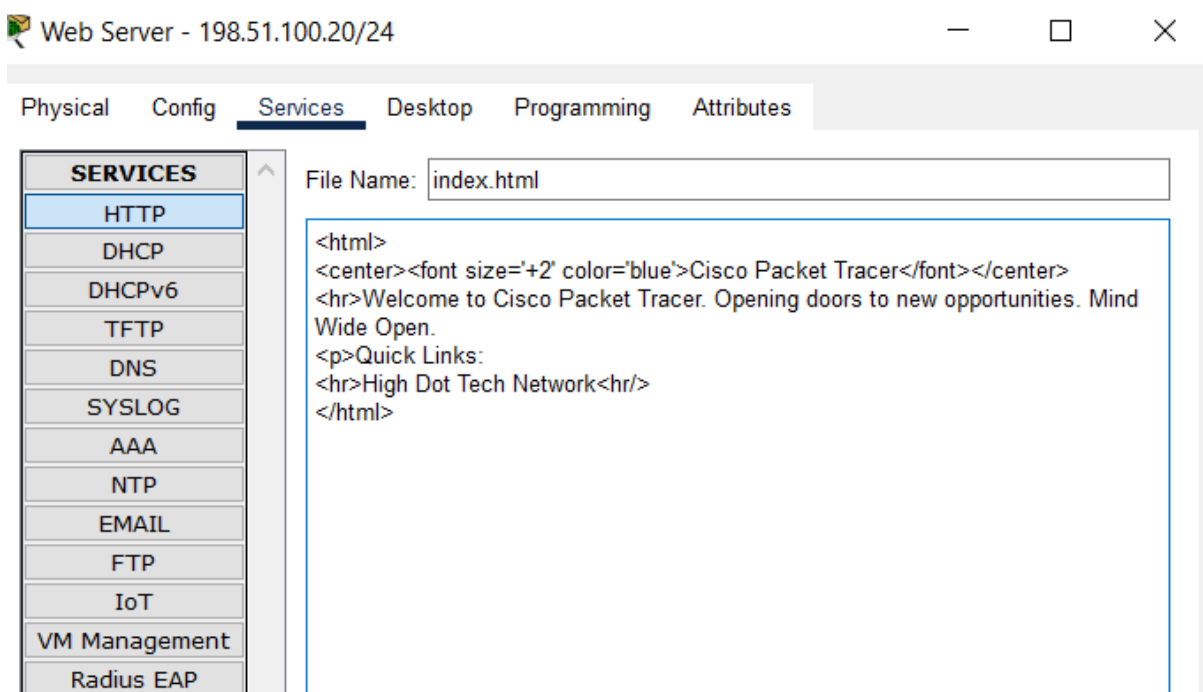 Web Server - 198.51.100.20/24
Physical Config Services Desktop Programming Attributes
SERVICES
HTTP
DHCP
DHCPv6
TFTP
DNS
SYSLOG
AAA
NTP
EMAIL
FTP
IoT
VM Management
Radius EAP
File Name: index.html
<html>
<center><font size='+2' color='blue'>Cisco Packet Tracer</font></center>
<hr>Welcome to Cisco Packet Tracer. Opening doors to new opportunities. Mind
Wide Open.
<p>Quick Links:
<hr>High Dot Tech Network<hr/>
</html>